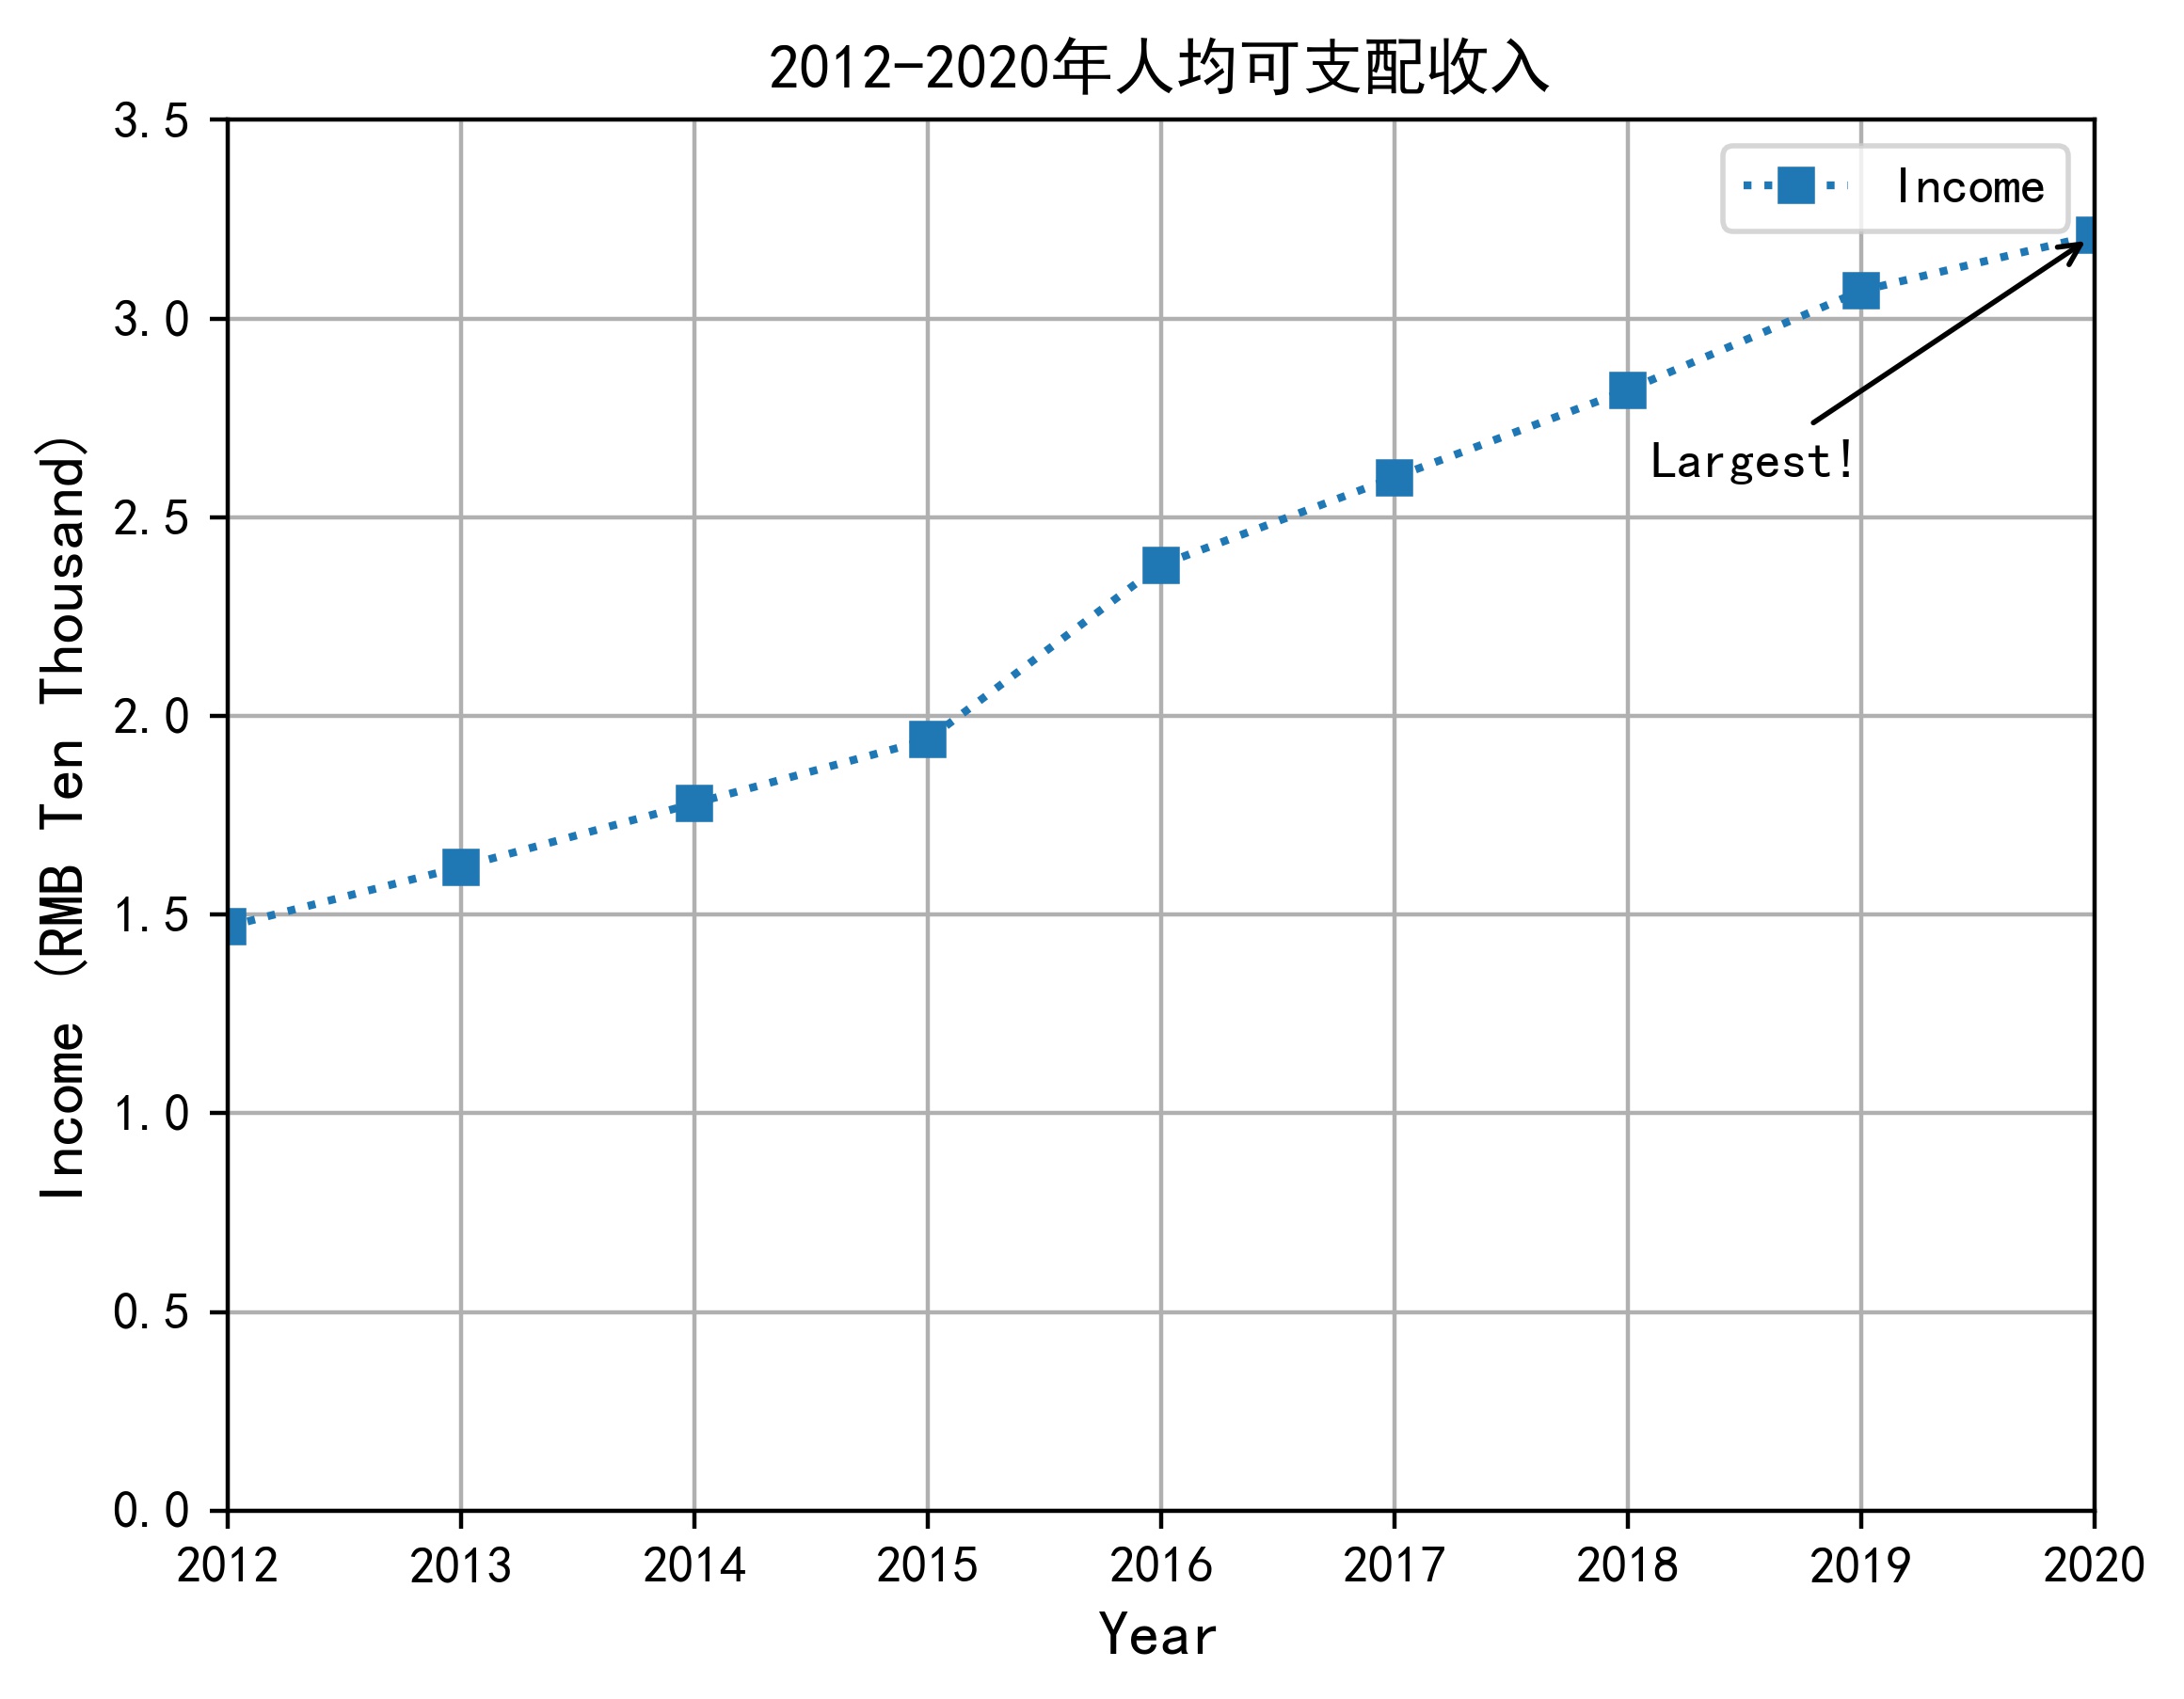 2012-2020年人均可支配收入
Income
Largest!
Income (RMB Ten Thousand)
3.5
3.0
2.5
2.0
1.5
1.0
0.5
0.0
2012 2013 2014 2015 2016 2017 2018 2019 2020
Year